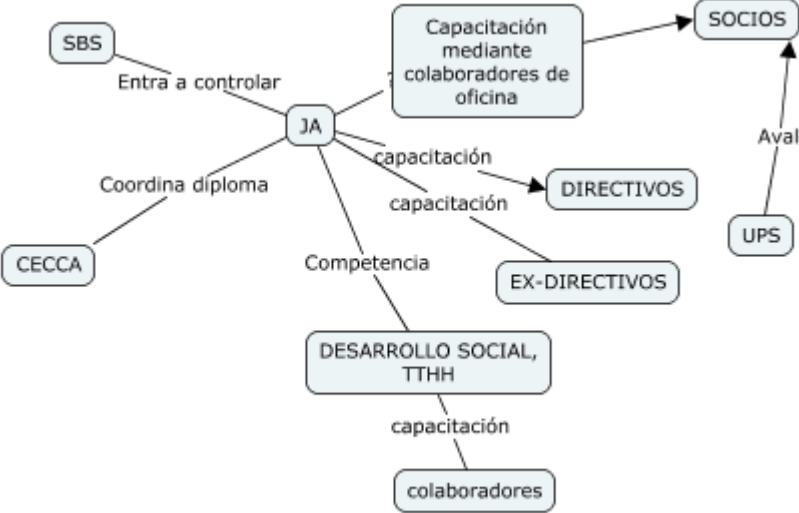 SOCIOS
Capacitación
mediante
colaboradores de
oficina
SBS
Entra a controlar
?
JA
Aval
capacitación
Coordina diploma
DIRECTIVOS
capacitación
UPS
CECCA
Competencia
EX-DIRECTIVOS
DESARROLLO SOCIAL,
TTHH
capacitación
colaboradores